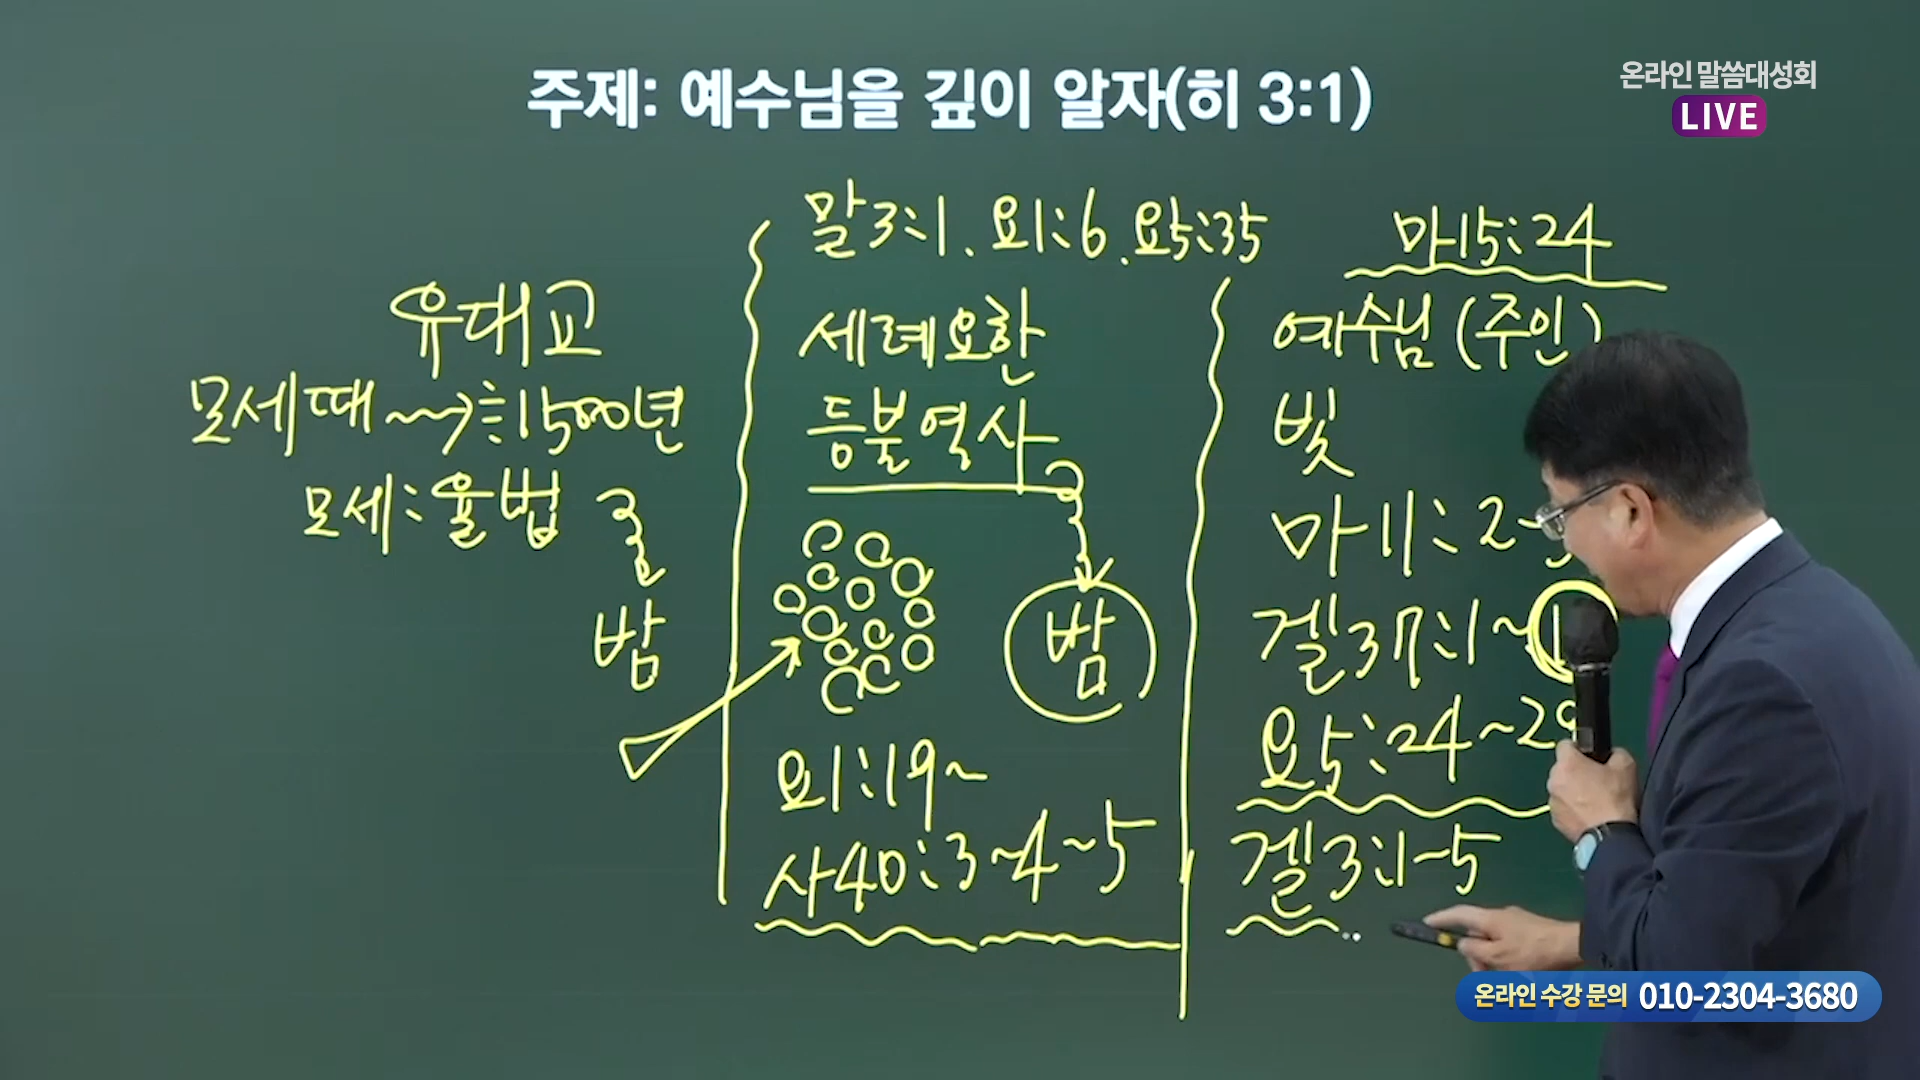 주제: 예수님을 깊이 알자(히 3:1)
온라인 말씀대성회
LIVE
유대교
모세때 1500년
모세:율법
밤
말3:1. 요1:6. 요5:35
세례요한
등불역사
밤
요1:19~
사40:3~4~5
마15:24
예수님 (주인)
빛
마11:2~
겔37:1~1
요5:24~2
겔3:1~5
온라인 수강 문의 010-2304-3680